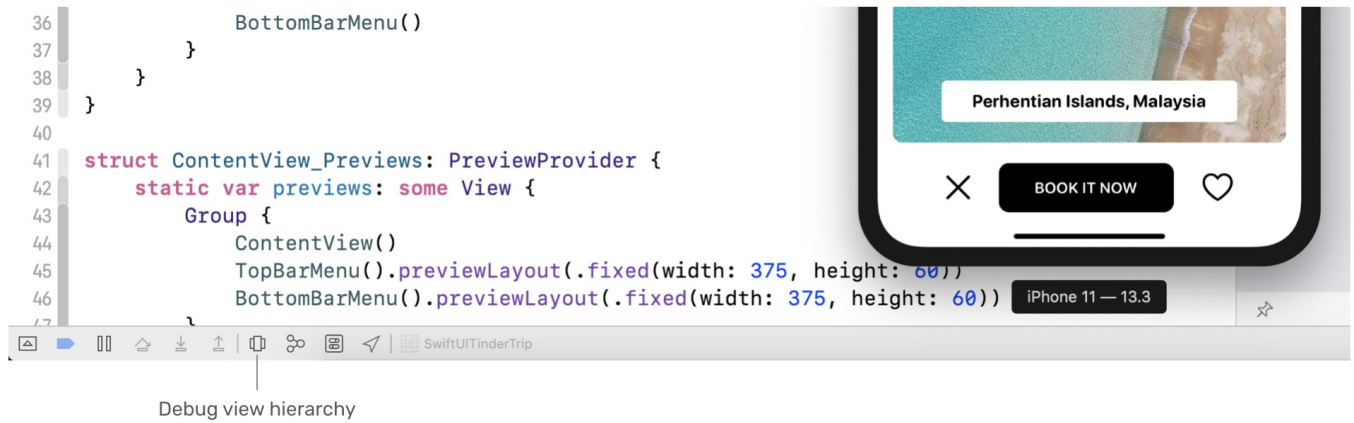 36 BottomBarMenu()
37 }
38 }
39 }
40
41 struct ContentView_Previews: PreviewProvider {
42 static var previews: some View {
43 Group {
44 ContentView()
45 TopBarMenu().previewLayout(.fixed(width: 375, height: 60))
46 BottomBarMenu().previewLayout(.fixed(width: 375, height: 60))
47 }
Perhentian Islands, Malaysia
BOOK IT NOW
iPhone 11 — 13.3
SwiftUITinderTrip
Debug view hierarchy